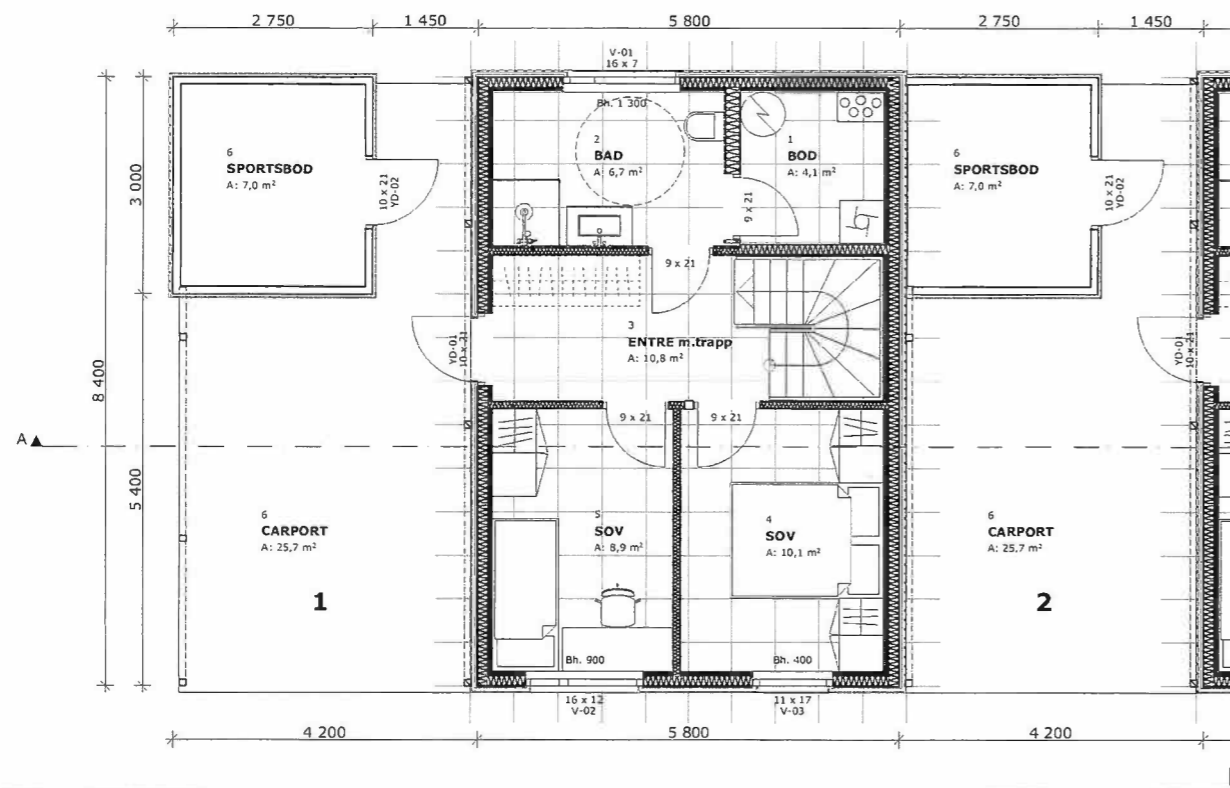 2 750
1 450
5 800
2 750
1 450
V-01
16 x 7
Bh. 1 300
2
BAD
A: 6,7 m²
1
BOD
A: 4,1 m²
6
SPORTSBOD
A: 7,0 m²
10 x 21
YD-02
9 x 21
6
SPORTSBOD
A: 7,0 m²
10 x 21
YD-02
3 000
9 x 21
3
ENTRE m.trapp
A: 10,8 m²
YD-01
10 x 21
YD-01
10 x 21
8 400
9 x 21
9 x 21
A
5 400
6
CARPORT
A: 25,7 m²
1
5
SOV
A: 8,9 m²
4
SOV
A: 10,1 m²
6
CARPORT
A: 25,7 m²
2
Bh. 900
Bh. 400
16 x 12
V-02
11 x 17
V-03
4 200
5 800
4 200